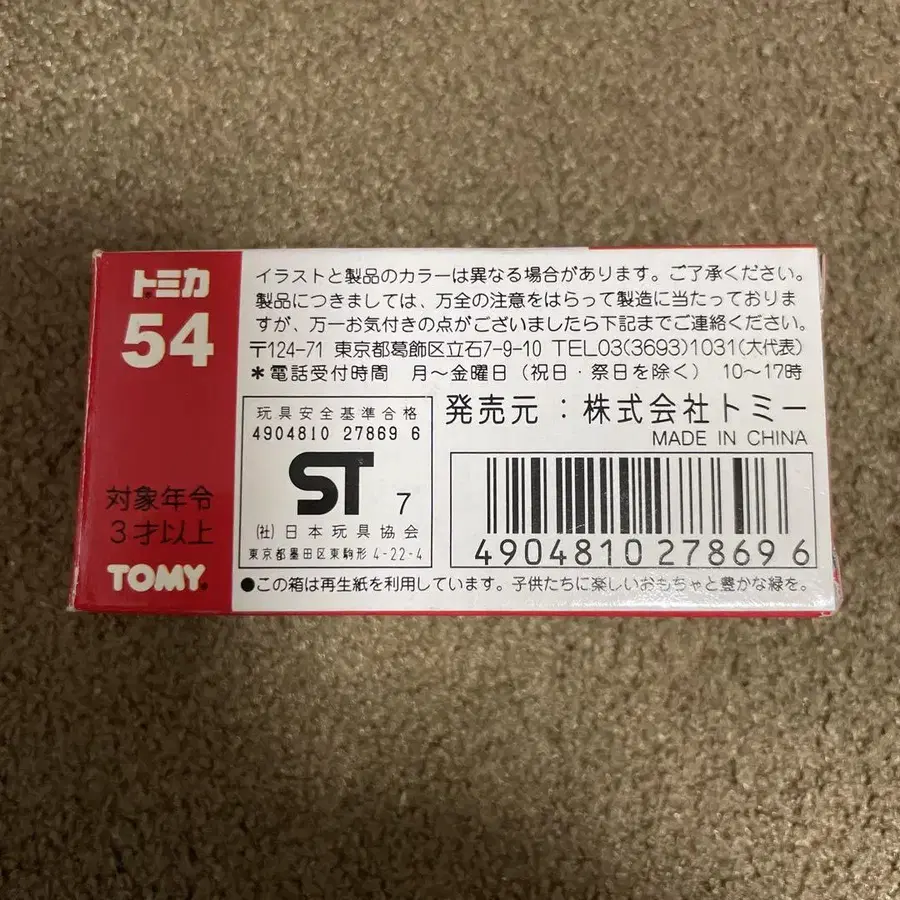 トミカ
54
対象年令
3才以上
TOMY.
イラストと製品のカラーは異なる場合があります。ご了承ください。
製品につきましては、万全の注意をはらって製造に当たっておりま
すが、万一お気付きの点がございましたら下記までご連絡ください。
〒124-71 東京都葛飾区立石7-9-10 TEL03(3693)1031(大代表)
＊電話受付時間 月〜金曜日(祝日・祭日を除く) 10〜17時
玩具安全基準合格
4904810 27869 6
ST 7
(社)日本玩具協会
東京都墨田区東駒形 4-22-4
発売元：株式会社トミー
MADE IN CHINA
4904810 278696
●この箱は再生紙を利用しています。子供たちに楽しいおもちゃと豊かな緑を。